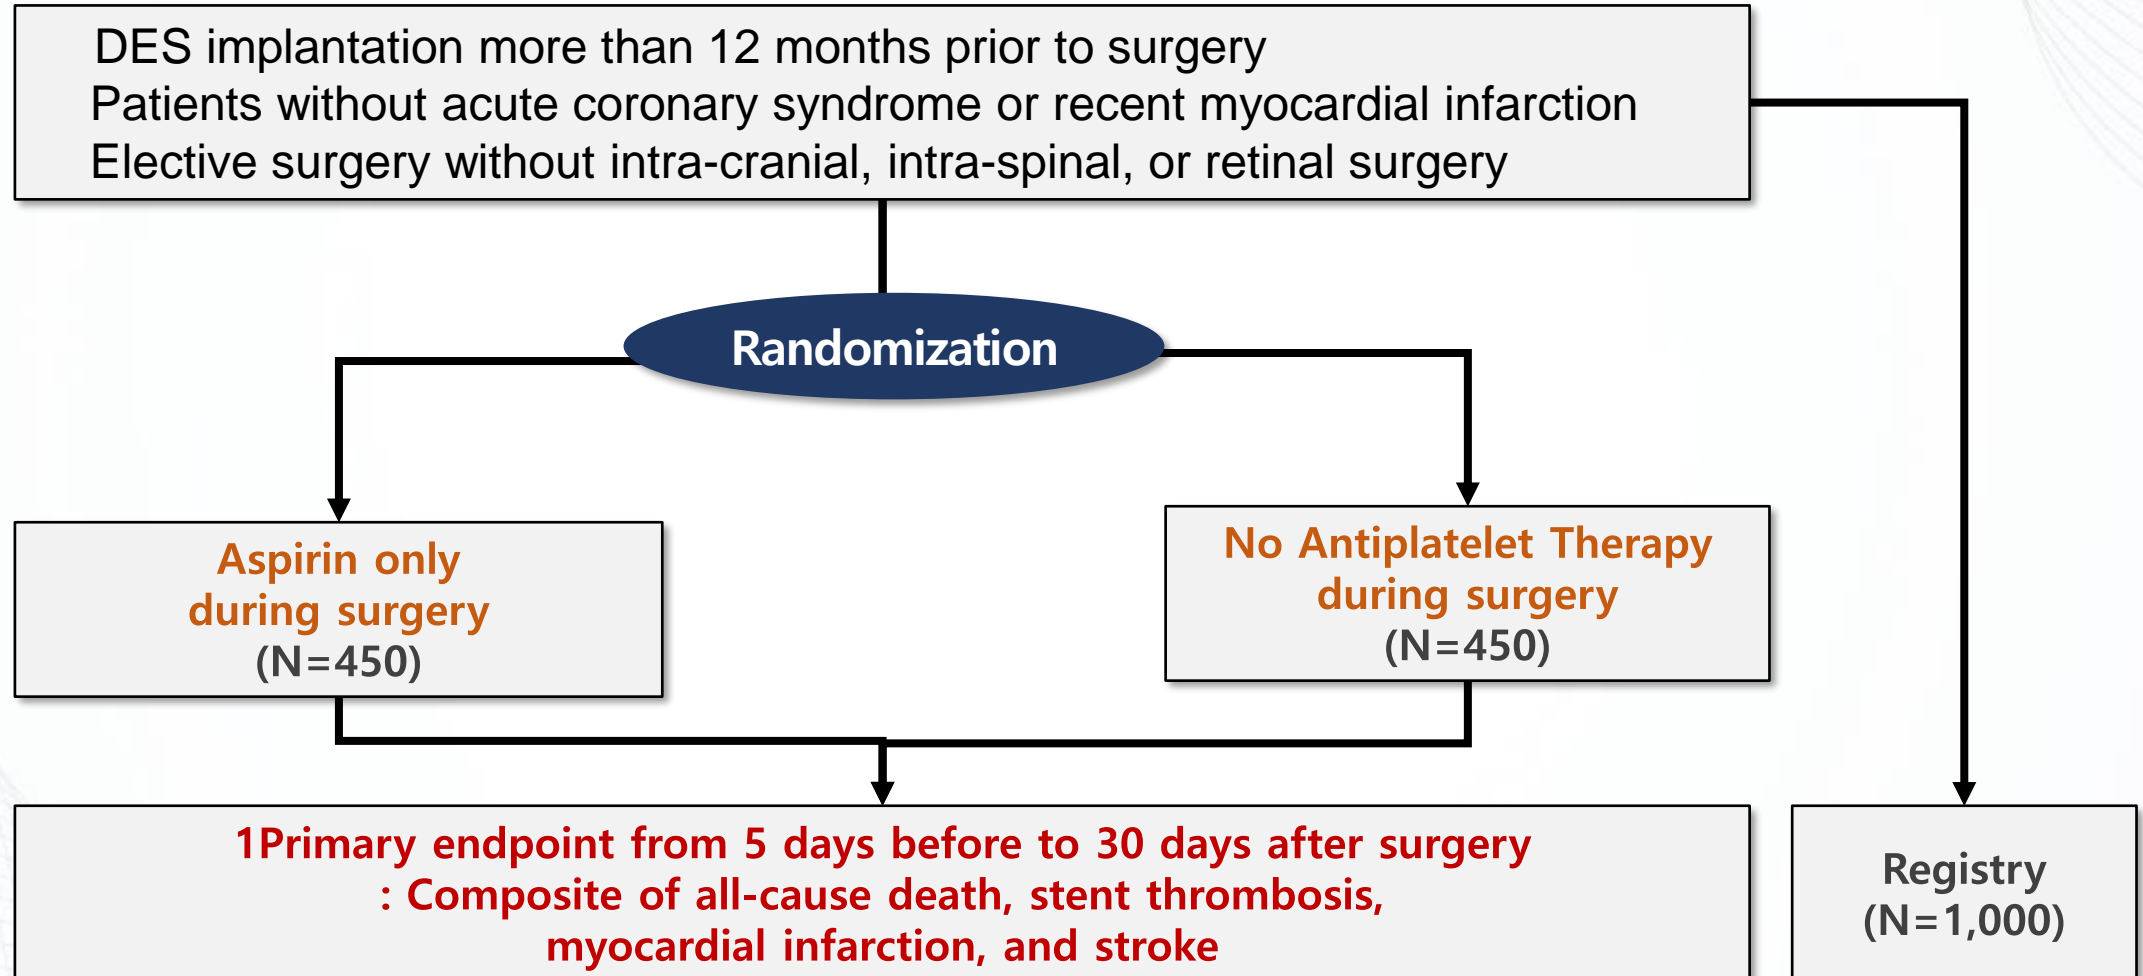 DES implantation more than 12 months prior to surgery
Patients without acute coronary syndrome or recent myocardial infarction
Elective surgery without intra-cranial, intra-spinal, or retinal surgery
Randomization
Aspirin only
during surgery
(N=450)
No Antiplatelet Therapy
during surgery
(N=450)
1Primary endpoint from 5 days before to 30 days after surgery
: Composite of all-cause death, stent thrombosis,
myocardial infarction, and stroke
Registry
(N=1,000)